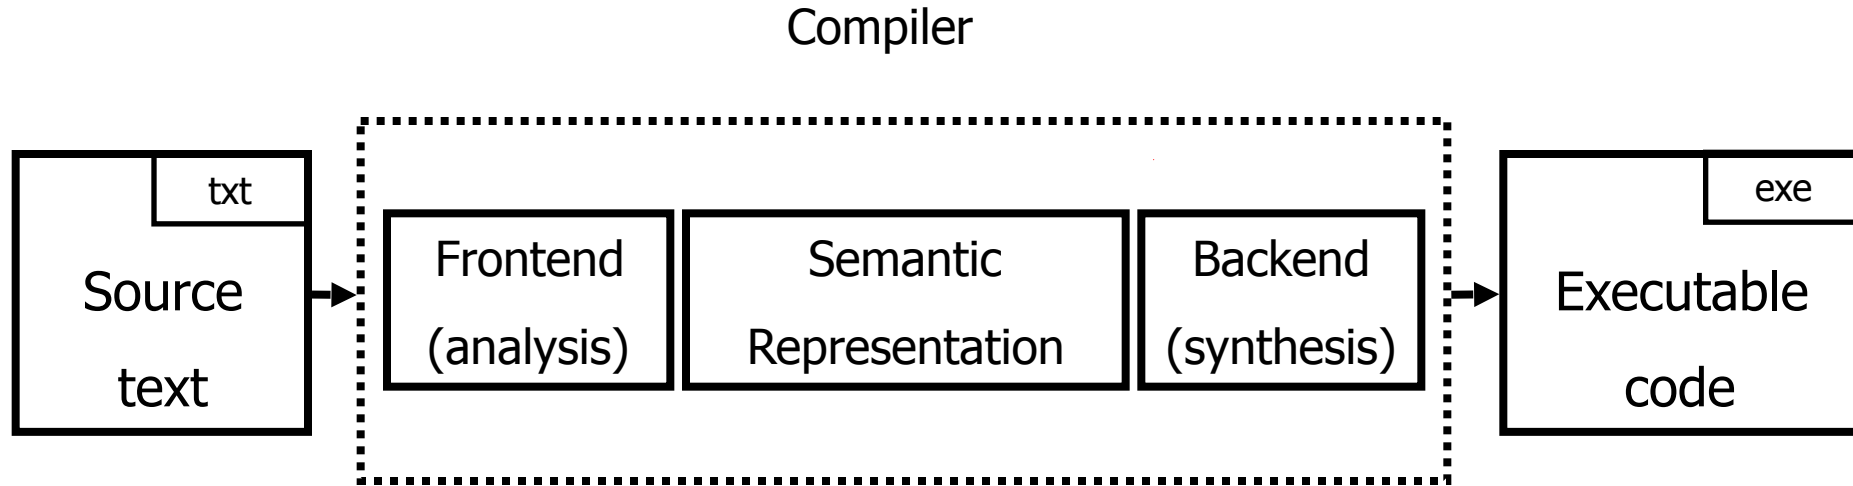 Compiler
txt
Source
text
Frontend
(analysis)
Semantic
Representation
Backend
(synthesis)
exe
Executable
code